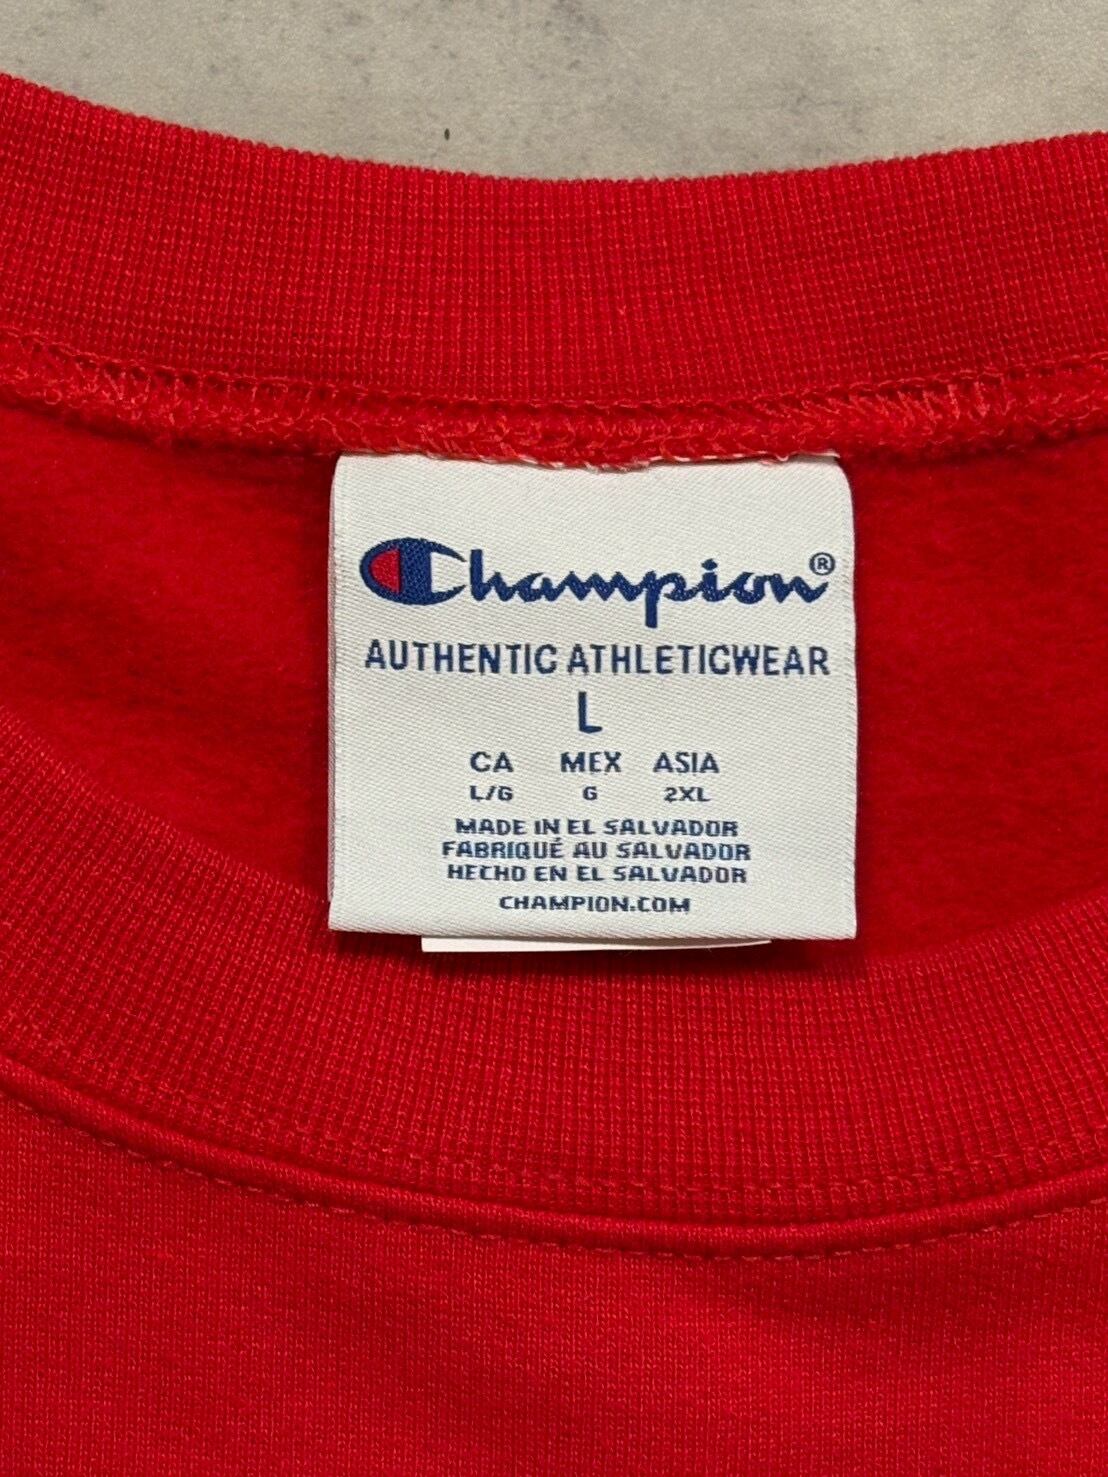 Champion®
AUTHENTIC ATHLETICWEAR
L
CA MEX ASIA
L/G G 2XL
MADE IN EL SALVADOR
FABRIQUÉ AU SALVADOR
HECHO EN EL SALVADOR
CHAMPION.COM